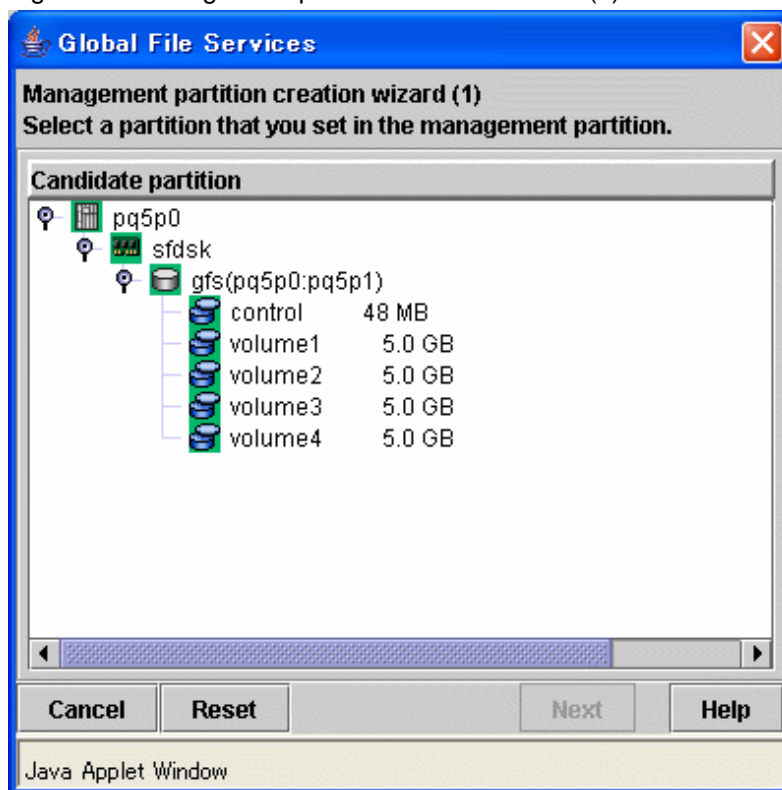 Global File Services
Management partition creation wizard (1)
Select a partition that you set in the management partition.
Candidate partition
pq5p0
sfdsk
gfs(pq5p0:pq5p1)
control 48 MB
volume1 5.0 GB
volume2 5.0 GB
volume3 5.0 GB
volume4 5.0 GB
Cancel Reset Next Help
Java Applet Window